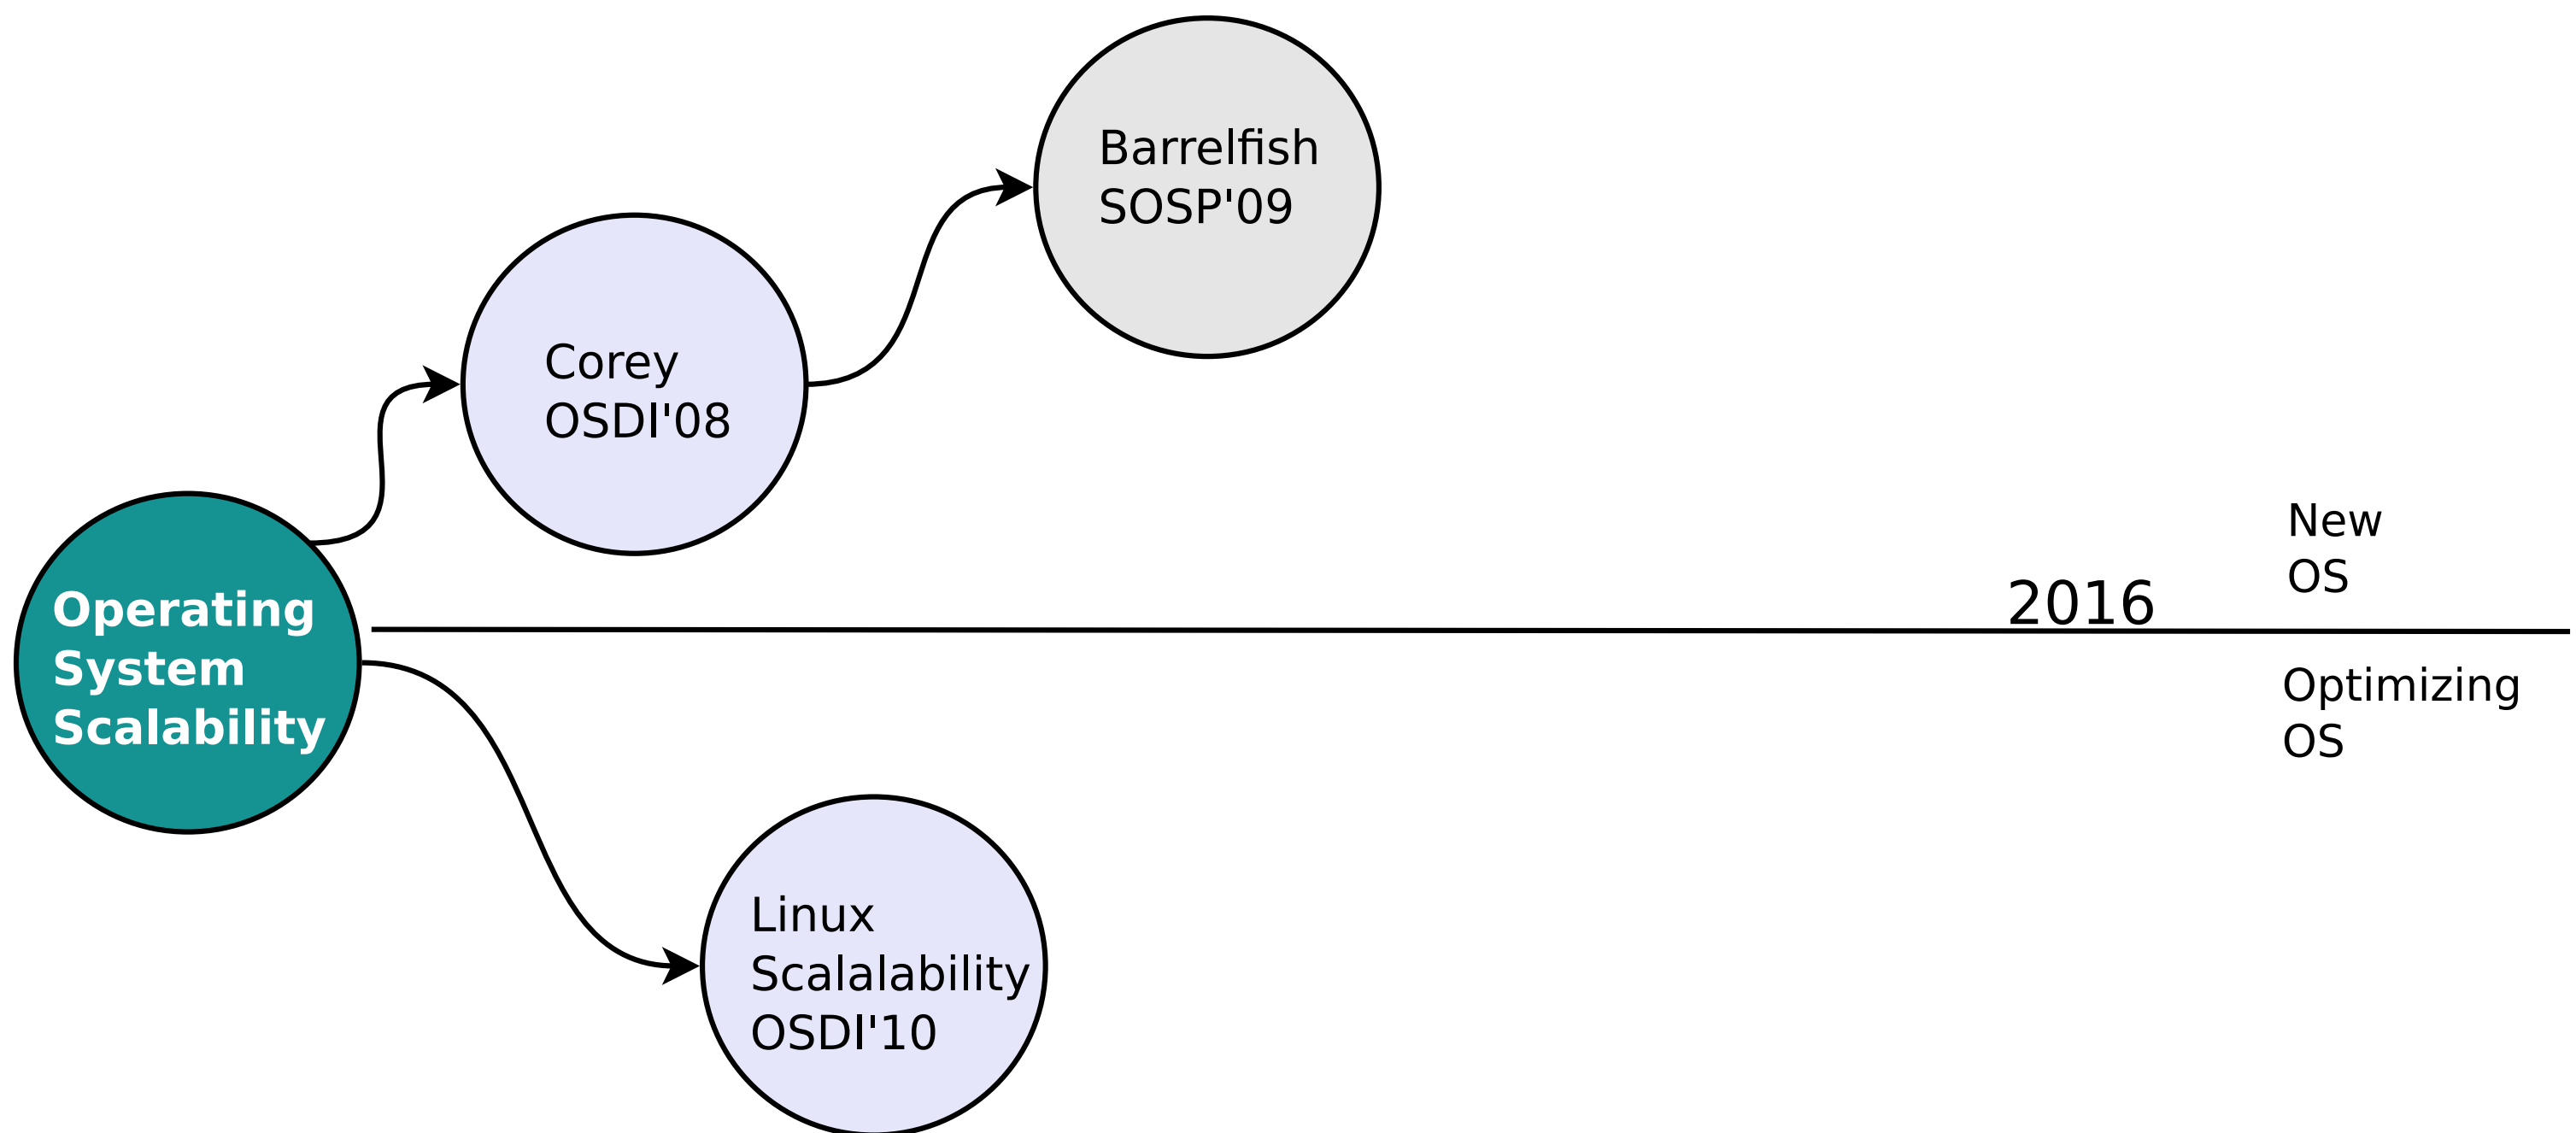 Barrelfish
SOSP'09
Corey
OSDI'08
Operating
System
Scalability
2016
New
OS
Optimizing
OS
Linux
Scalalability
OSDI'10